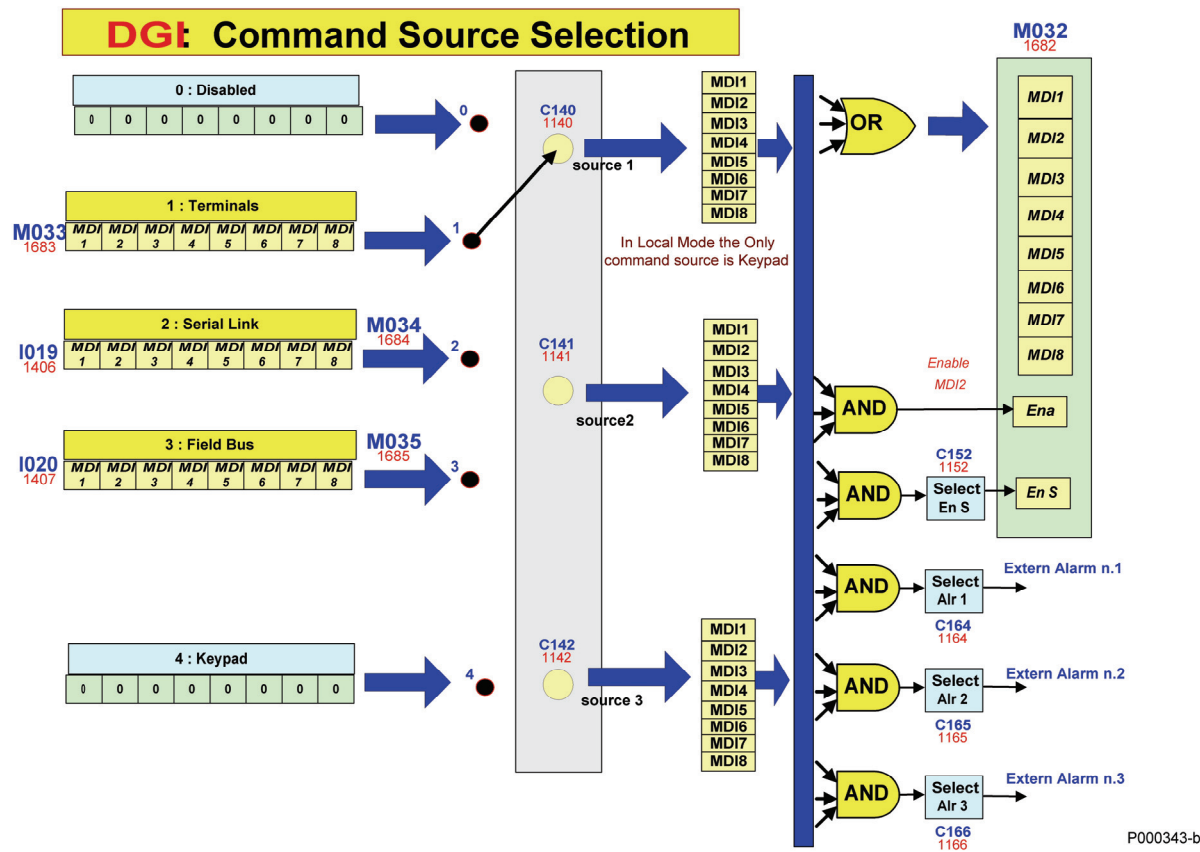 DGI: Command Source Selection
0 : Disabled
0 0 0 0 0 0 0 0
0
1 : Terminals
M033
1683
MDI 1 MDI 2 MDI 3 MDI 4 MDI 5 MDI 6 MDI 7 MDI 8
1
2 : Serial Link
I019
1406
MDI 1 MDI 2 MDI 3 MDI 4 MDI 5 MDI 6 MDI 7 MDI 8
M034
1684
2
3 : Field Bus
I020
1407
MDI 1 MDI 2 MDI 3 MDI 4 MDI 5 MDI 6 MDI 7 MDI 8
M035
1685
3
4 : Keypad
0 0 0 0 0 0 0 0
4
C140
1140
source 1
C141
1141
source2
C142
1142
source 3
MDI1
MDI2
MDI3
MDI4
MDI5
MDI6
MDI7
MDI8
In Local Mode the Only
command source is Keypad
MDI1
MDI2
MDI3
MDI4
MDI5
MDI6
MDI7
MDI8
MDI1
MDI2
MDI3
MDI4
MDI5
MDI6
MDI7
MDI8
OR
M032
1682
MDI1
MDI2
MDI3
MDI4
MDI5
MDI6
MDI7
MDI8
AND
Enable
MDI2
Ena
AND
C152
1152
Select
En S
En S
AND
Select
Alr 1
C164
1164
Extern Alarm n.1
AND
Select
Alr 2
C165
1165
Extern Alarm n.2
AND
Select
Alr 3
C166
1166
Extern Alarm n.3
P000343-b